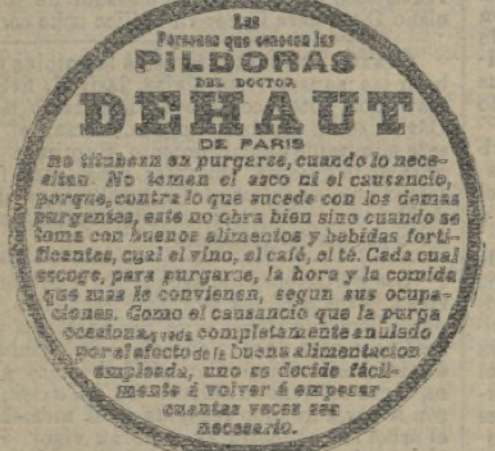 Las
Personas que conocen las
PILDORAS
DEL DOCTOR
DEHAUT
DE PARIS
no titubean en purgarse, cuando lo nece-
sitan. No temen el asco ni el causancio,
porque, contra lo que sucede con los demas
purgantes, este no obra bien sino cuando se
toma con buenos alimentos y bebidas forti-
ficantes, cual el vino, el café, el té. Cada cual
escoge, para purgarse, la hora y la comida
que mas le convienen, segun sus ocupa-
ciones. Como el causancio que la purga
ocasiona queda completamente anulado
por el efecto de la buena alimentacion
empleada, uno se decide fácil-
mente á volver á empezar
cuantas veces sea
necesario.